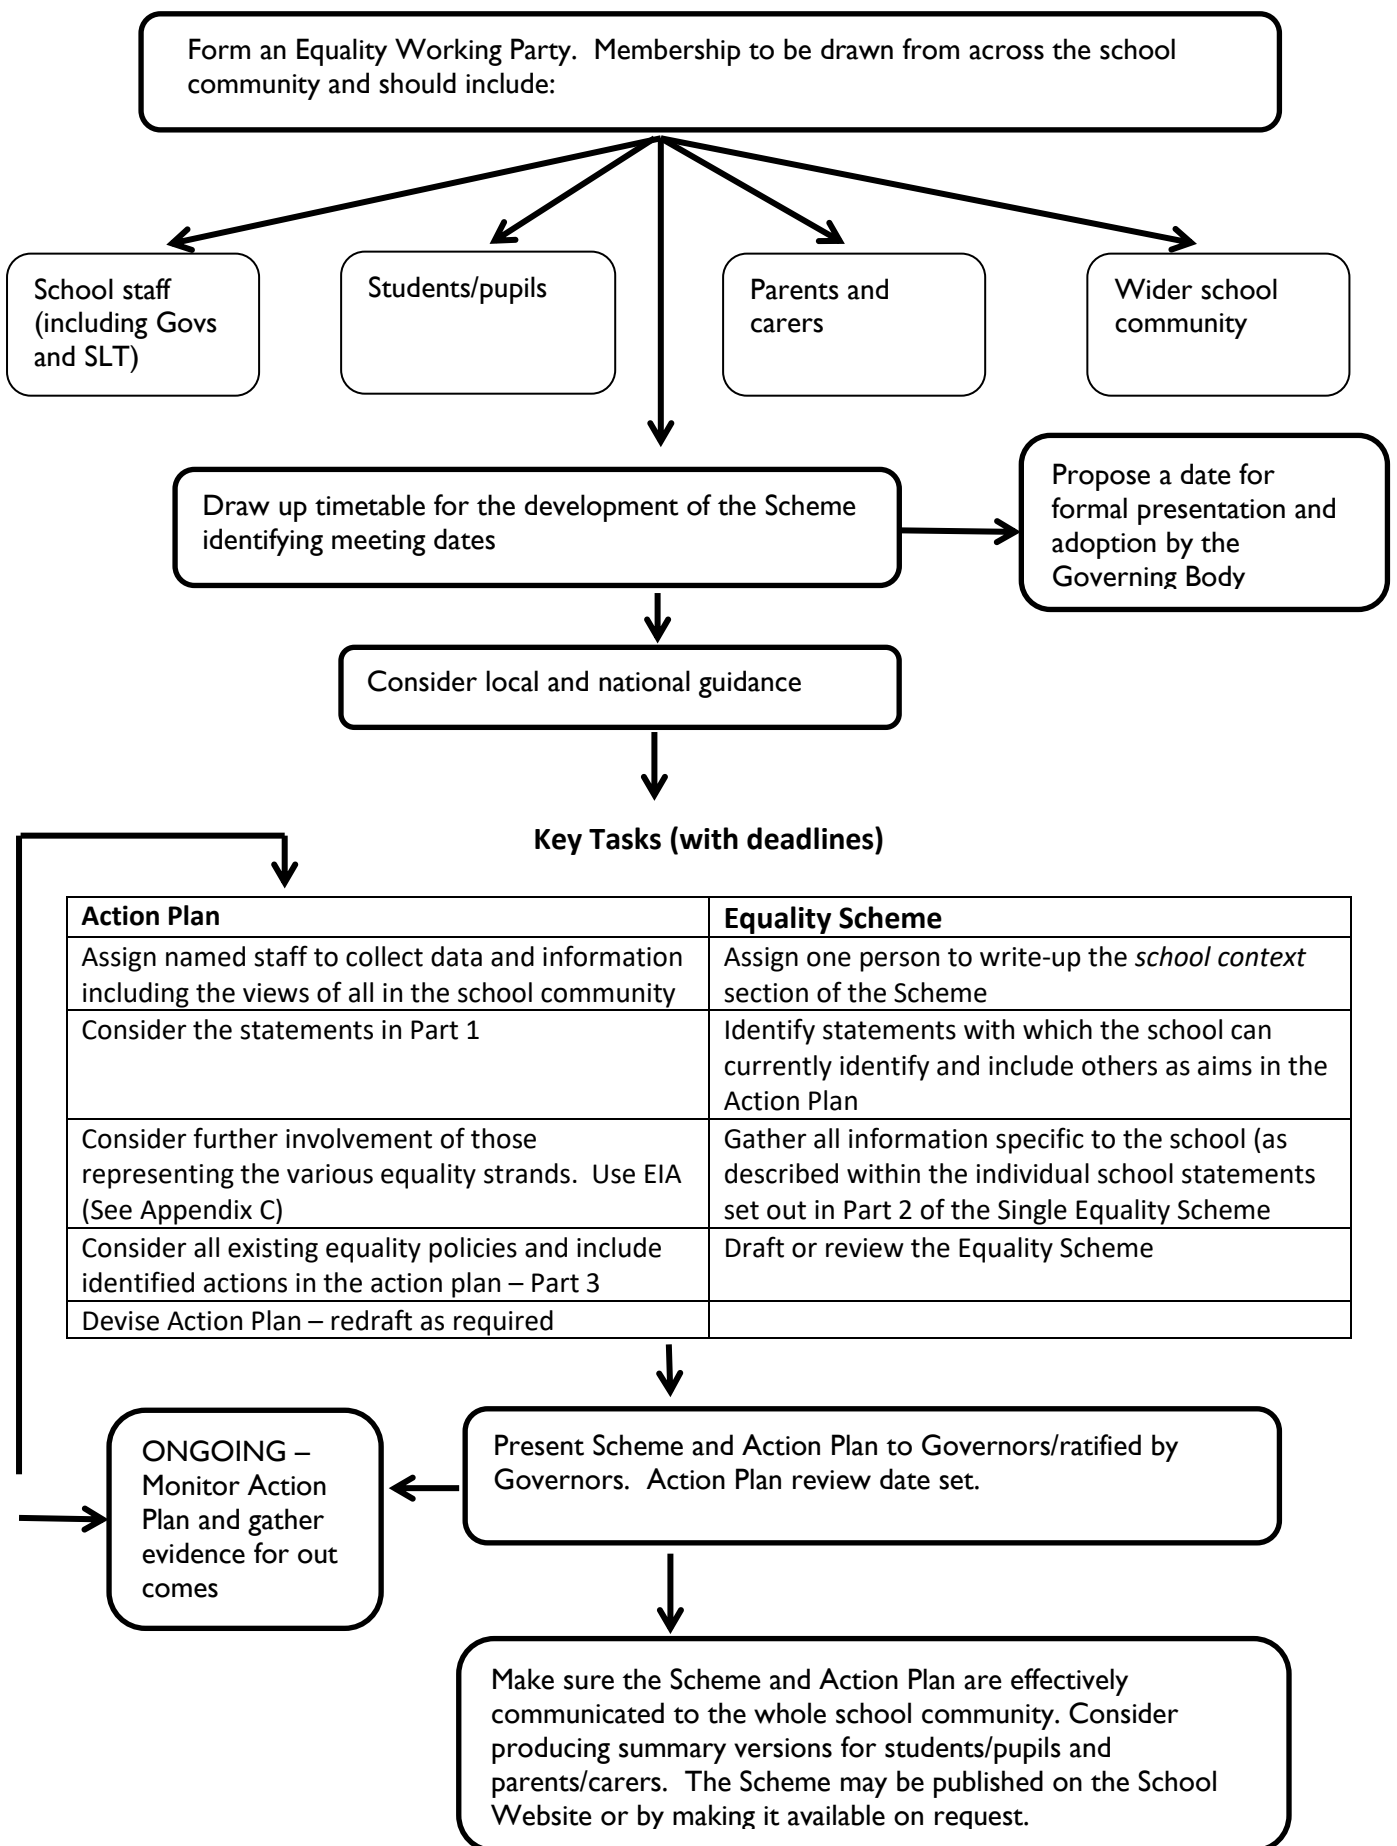 Form an Equality Working Party.  Membership to be drawn from across the school
community and should include:
School staff
(including Govs
and SLT)
Students/pupils
Parents and
carers
Wider school
community
Draw up timetable for the development of the Scheme
identifying meeting dates
Propose a date for
formal presentation and
adoption by the
Governing Body
Consider local and national guidance
Key Tasks (with deadlines)
Action Plan
Equality Scheme
Assign named staff to collect data and information
including the views of all in the school community
Assign one person to write-up the school context
section of the Scheme
Consider the statements in Part 1
Identify statements with which the school can
currently identify and include others as aims in the
Action Plan
Consider further involvement of those
representing the various equality strands.  Use EIA
(See Appendix C)
Gather all information specific to the school (as
described within the individual school statements
set out in Part 2 of the Single Equality Scheme
Consider all existing equality policies and include
identified actions in the action plan – Part 3
Draft or review the Equality Scheme
Devise Action Plan – redraft as required
ONGOING –
Monitor Action
Plan and gather
evidence for out
comes
Present Scheme and Action Plan to Governors/ratified by
Governors.  Action Plan review date set.
Make sure the Scheme and Action Plan are effectively
communicated to the whole school community. Consider
producing summary versions for students/pupils and
parents/carers.  The Scheme may be published on the School
Website or by making it available on request.